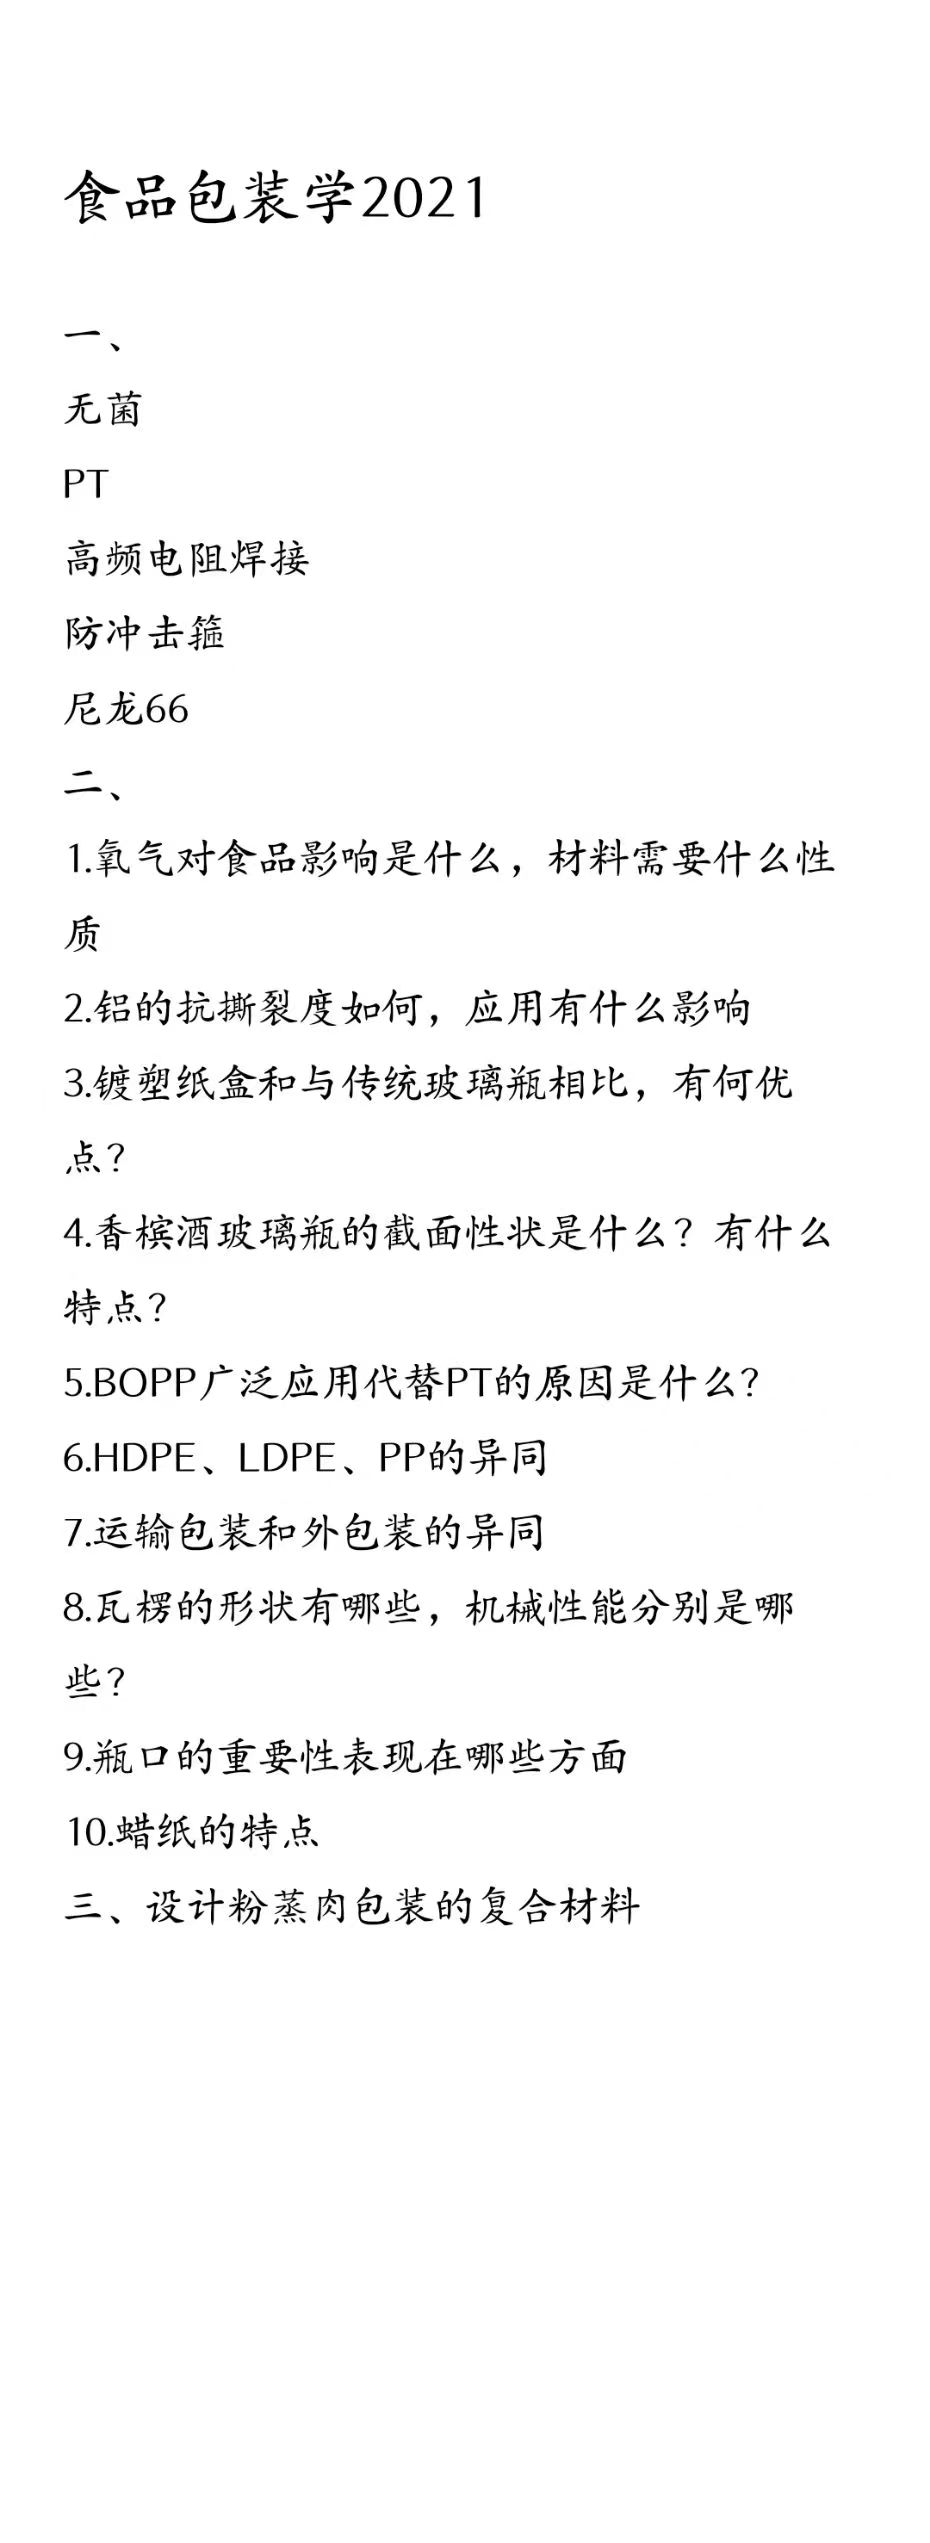 食品包装学2021
一、
无菌
PT
高频电阻焊接
防冲击箍
尼龙66
二、
1.氧气对食品影响是什么，材料需要什么性
质
2.铝的抗撕裂度如何，应用有什么影响
3.镀塑纸盒和与传统玻璃瓶相比，有何优
点？
4.香槟酒玻璃瓶的截面性状是什么？有什么
特点？
5.BOPP广泛应用代替PT的原因是什么？
6.HDPE、LDPE、PP的异同
7.运输包装和外包装的异同
8.瓦楞的形状有哪些，机械性能分别是哪
些？
9.瓶口的重要性表现在哪些方面
10.蜡纸的特点
三、设计粉蒸肉包装的复合材料